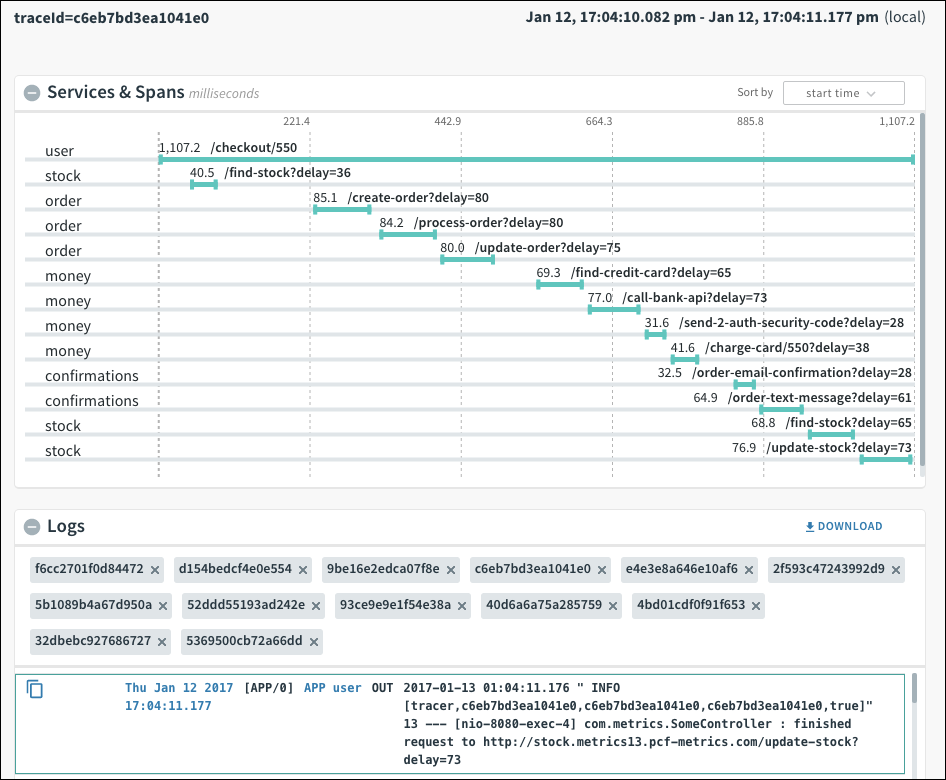 traceId=c6eb7bd3ea1041e0 Jan 12, 17:04:10.082 pm - Jan 12, 17:04:11.177 pm (local)
Services & Spans milliseconds Sort by start time
221.4 442.9 664.3 885.8 1,107.2
user 1,107.2 /checkout/550
stock 40.5 /find-stock?delay=36
order 85.1 /create-order?delay=80
order 84.2 /process-order?delay=80
order 80.0 /update-order?delay=75
money 69.3 /find-credit-card?delay=65
money 77.0 /call-bank-api?delay=73
money 31.6 /send-2-auth-security-code?delay=28
money 41.6 /charge-card/550?delay=38
confirmations 32.5 /order-email-confirmation?delay=28
confirmations 64.9 /order-text-message?delay=61
stock 68.8 /find-stock?delay=65
stock 76.9 /update-stock?delay=73
Logs DOWNLOAD
f6cc2701f0d84472 d154bedcf4e0e554 9be16e2edca07f8e c6eb7bd3ea1041e0 e4e3e8a646e10af6 2f593c47243992d9
5b1089b4a67d950a 52ddd55193ad242e 93ce9e9e1f54e38a 40d6a6a75a285759 4bd01cdf0f91f653
32dbebc927686727 5369500cb72a66dd
Thu Jan 12 2017 [APP/0] APP user OUT 2017-01-13 01:04:11.176 " INFO
17:04:11.177 [tracer,c6eb7bd3ea1041e0,c6eb7bd3ea1041e0,c6eb7bd3ea1041e0,true]"
13 --- [nio-8080-exec-4] com.metrics.SomeController : finished
request to http://stock.metrics13.pcf-metrics.com/update-stock?
delay=73